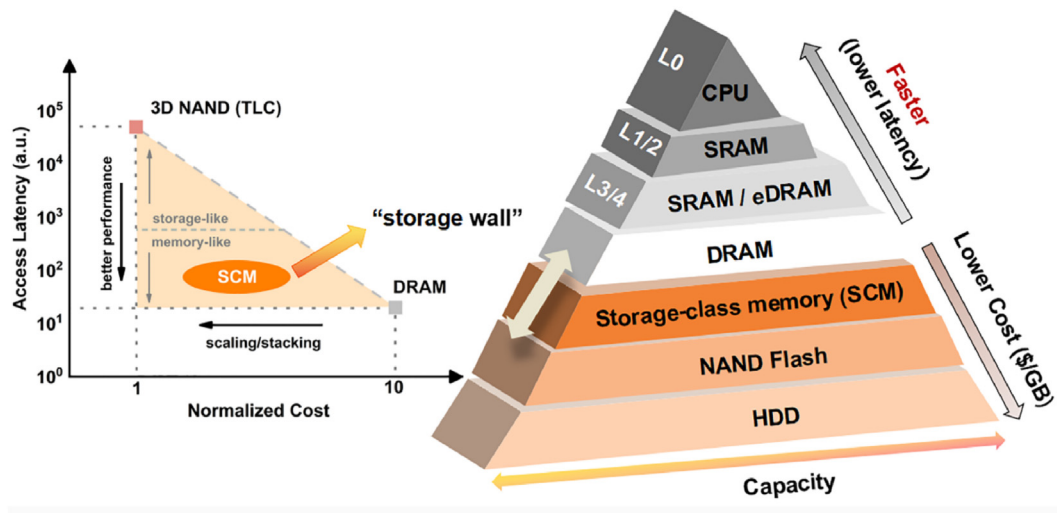 Access Latency (a.u.)
10⁵
10⁴
10³
10²
10¹
10⁰
3D NAND (TLC)
better performance
storage-like
memory-like
SCM
"storage wall"
DRAM
scaling/stacking
1
10
Normalized Cost
L0
CPU
L1/2
SRAM
L3/4
SRAM / eDRAM
DRAM
Storage-class memory (SCM)
NAND Flash
HDD
Faster
(lower latency)
Lower Cost ($/GB)
Capacity